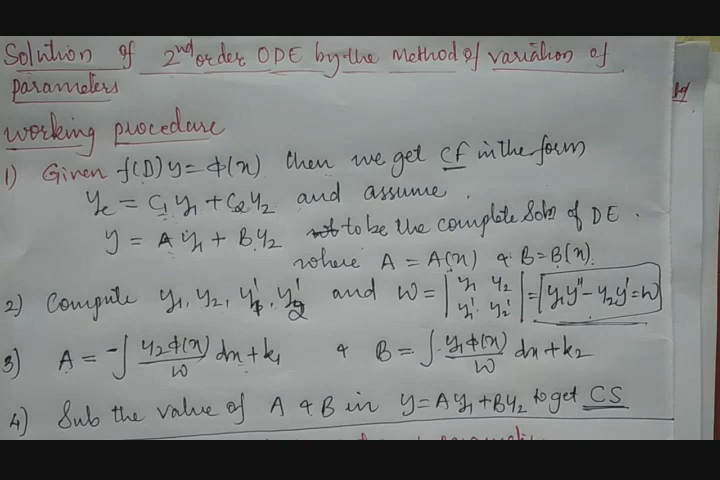 Solution of 2nd order ODE by the method of variation of
parameters
working procedure
1) Given f(D)y = ϕ(x) then we get CF in the form
yc = C1y1 + C2y2 and assume
y = Ay1 + By2 to be the complete Soln of DE.
where A = A(x) & B = B(x).
2) Compute y1, y2, y1', y2' and W = | y1 y2 | = y1y'' - y2y' = W
| y1' y2' |
3) A = -∫ y2ϕ(x)/W dx + k1 & B = ∫ y1ϕ(x)/W dx + k2
4) Sub the value of A & B in y = Ay1 + By2 to get CS